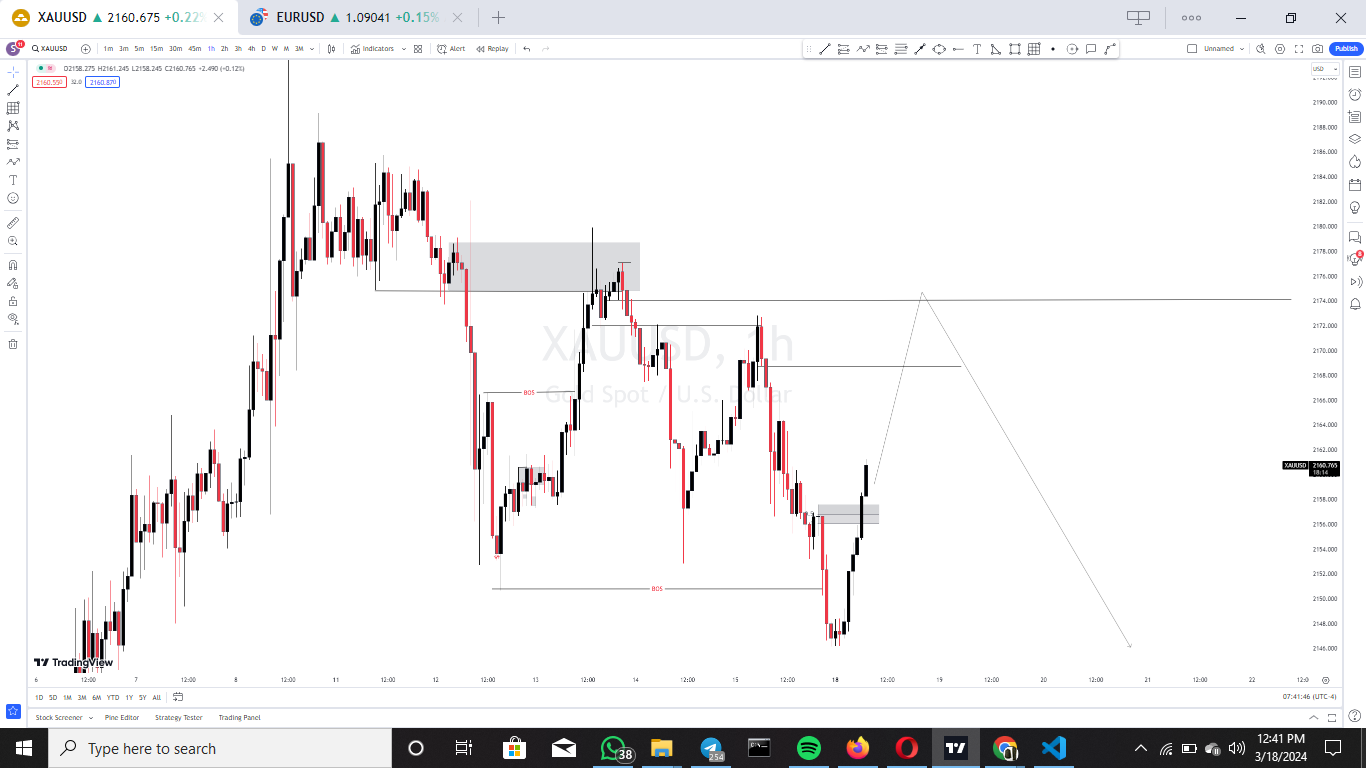 XAUUSD ▲ 2160.675 +0.22%
EURUSD ▲ 1.09041 +0.15%
S 11 XAUUSD 1m 3m 5m 15m 30m 45m 1h 2h 3h 4h D W M 3M Indicators Alert Replay Unnamed Publish
O2158.275 H2161.245 L2158.245 C2160.765 +2.490 (+0.12%)
2160.550 32.0 2160.870
USD
2190.000
2188.000
2186.000
2184.000
2182.000
2180.000
2178.000
2176.000
2174.000
2172.000
2170.000
2168.000
2166.000
2164.000
2162.000
XAUUSD 2160.765
18:14
2158.000
2156.000
2154.000
2152.000
2150.000
2148.000
2146.000
XAUUSD, 1h
Gold Spot / U.S. Dollar
BOS
BOS
TradingView
6 12:00 7 12:00 8 12:00 11 12:00 12 12:00 13 12:00 14 12:00 15 12:00 18 12:00 19 12:00 20 12:00 21 12:00 22 12:0
1D 5D 1M 3M 6M YTD 1Y 5Y All
07:41:46 (UTC-4)
Stock Screener Pine Editor Strategy Tester Trading Panel
Type here to search
38
254
12:41 PM
3/18/2024